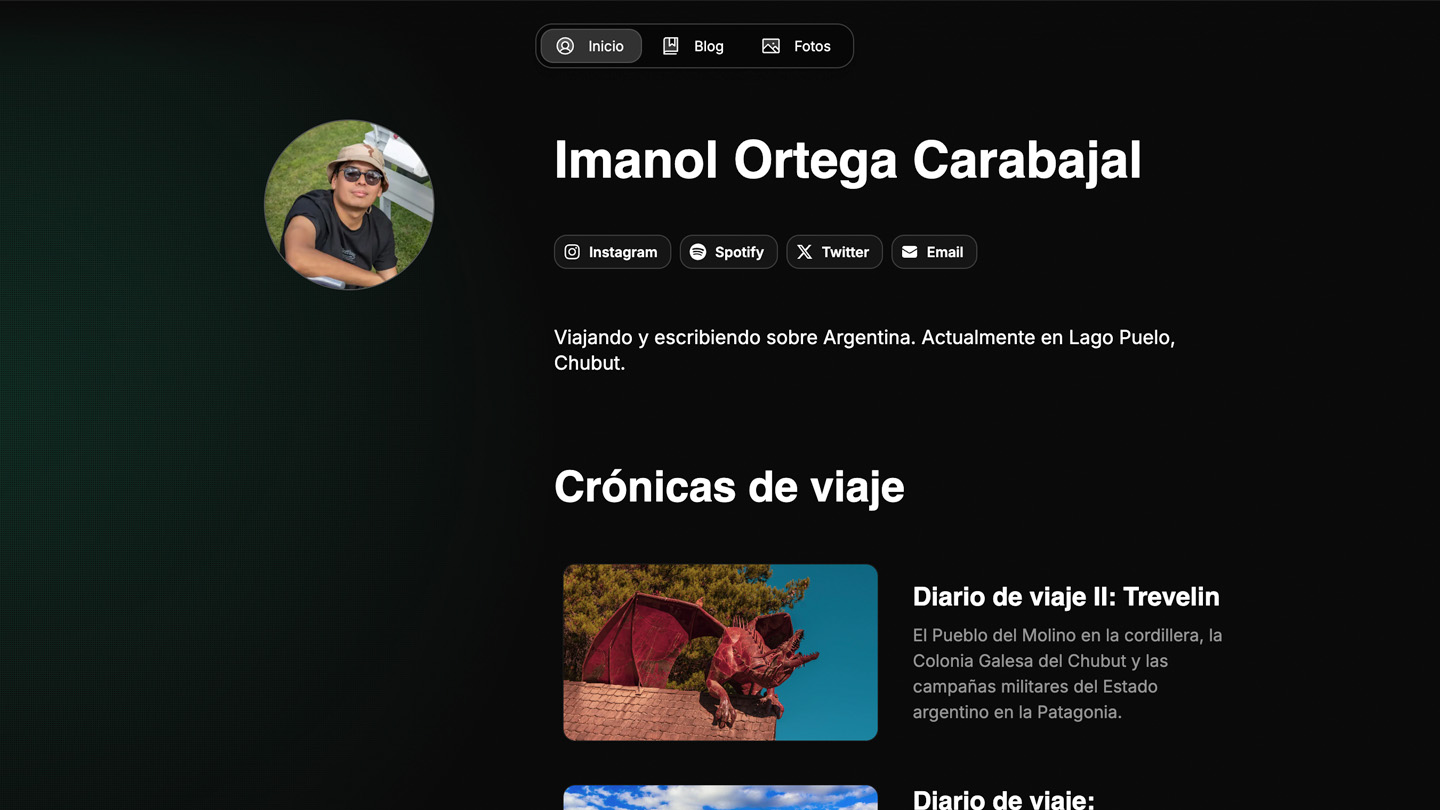 Inicio
Blog
Fotos
Imanol Ortega Carabajal
Instagram
Spotify
Twitter
Email
Viajando y escribiendo sobre Argentina. Actualmente en Lago Puelo,
Chubut.
Crónicas de viaje
Diario de viaje II: Trevelin
El Pueblo del Molino en la cordillera, la
Colonia Galesa del Chubut y las
campañas militares del Estado
argentino en la Patagonia.
Diario de viaje: